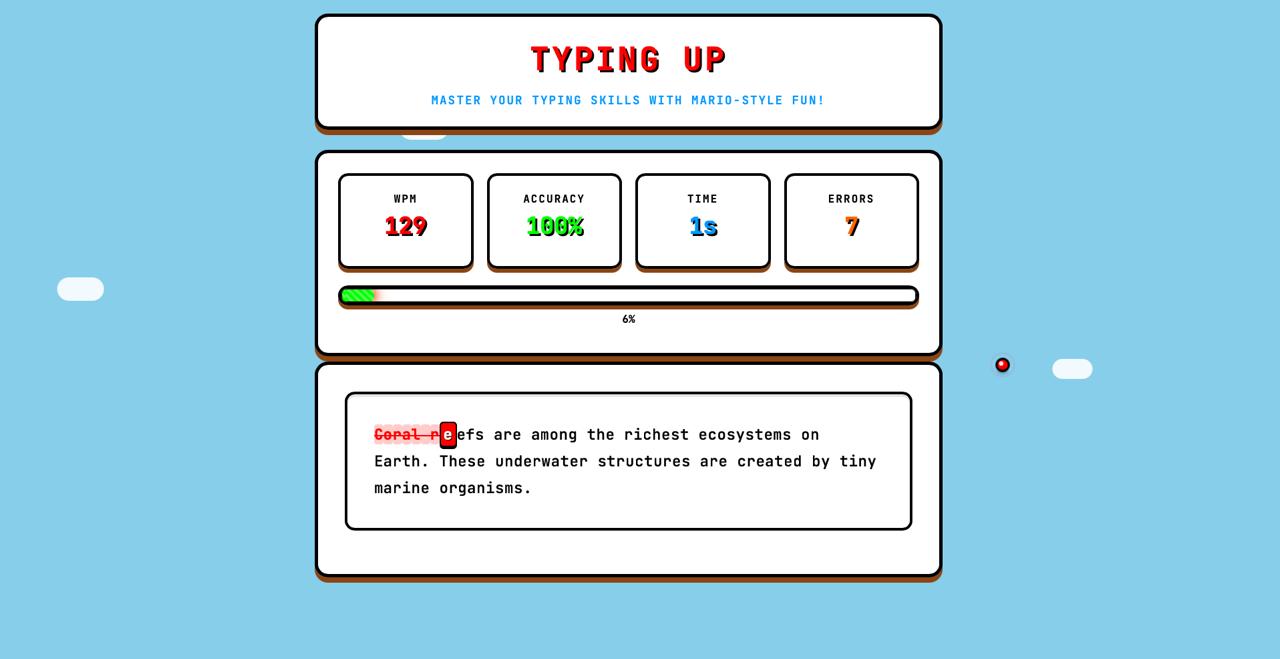 TYPING UP
MASTER YOUR TYPING SKILLS WITH MARIO-STYLE FUN!
WPM
129
ACCURACY
100%
TIME
1s
ERRORS
7
6%
Coral reefs are among the richest ecosystems on
Earth. These underwater structures are created by tiny
marine organisms.